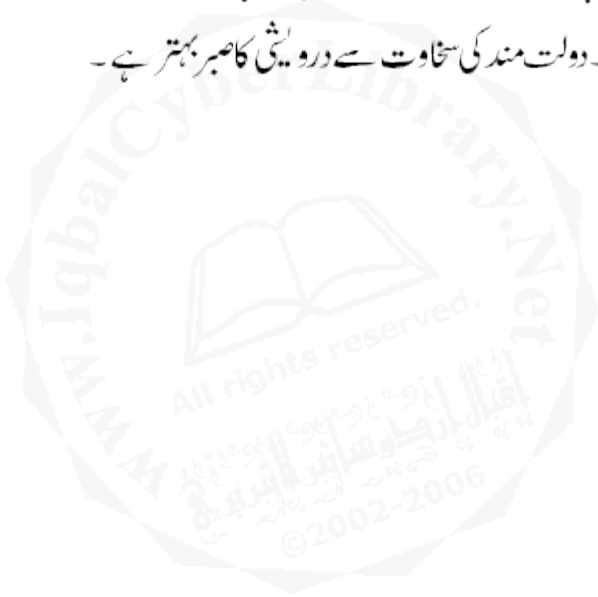 ۔دولت مند کی سخاوت سے درویشی کا صبر بہتر ہے ۔
www.IqbalCyberLibrary.Net
All rights reserved.
©2002-2006